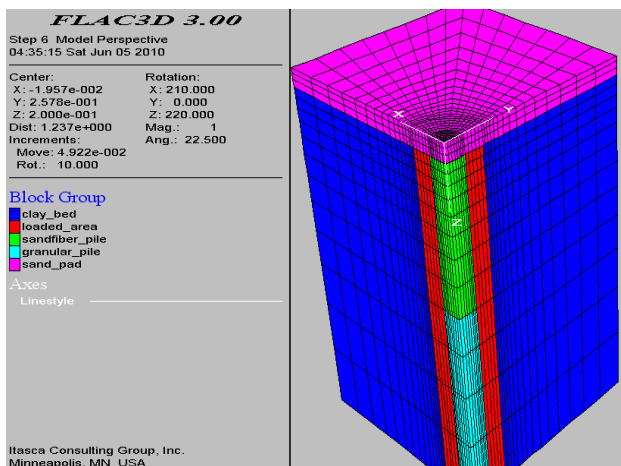 FLAC3D 3.00
Step 6 Model Perspective
04:35:15 Sat Jun 05 2010
Center:
X: -1.957e-002
Y: 2.578e-001
Z: 2.000e-001
Dist: 1.237e+000
Increments:
Move: 4.922e-002
Rot.: 10.000
Rotation:
X: 210.000
Y: 0.000
Z: 220.000
Mag.: 1
Ang.: 22.500
Block Group
clay_bed
loaded_area
sandfiber_pile
granular_pile
sand_pad
Axes
Linestyle
X
Y
Z
Itasca Consulting Group, Inc.
Minneapolis, MN USA